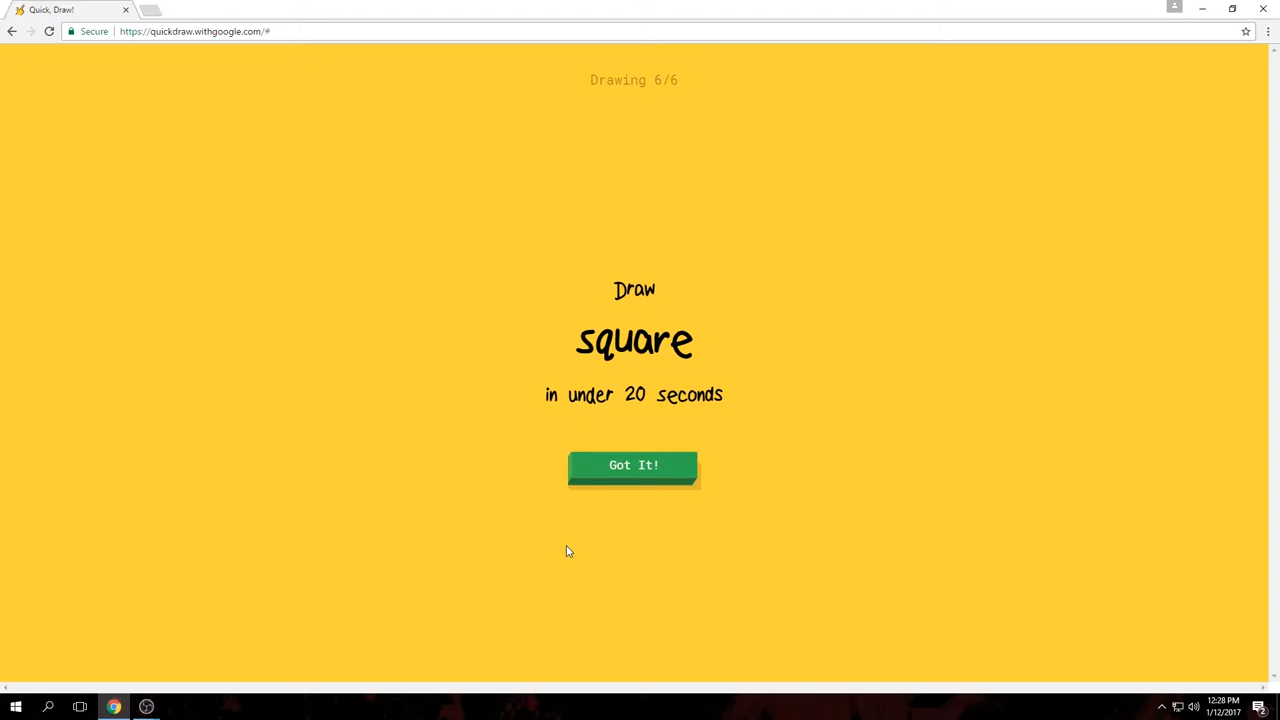 Quick, Draw!
Secure https://quickdraw.withgoogle.com/#
Drawing 6/6
Draw
square
in under 20 seconds
Got It!
12:28 PM
1/12/2017
2